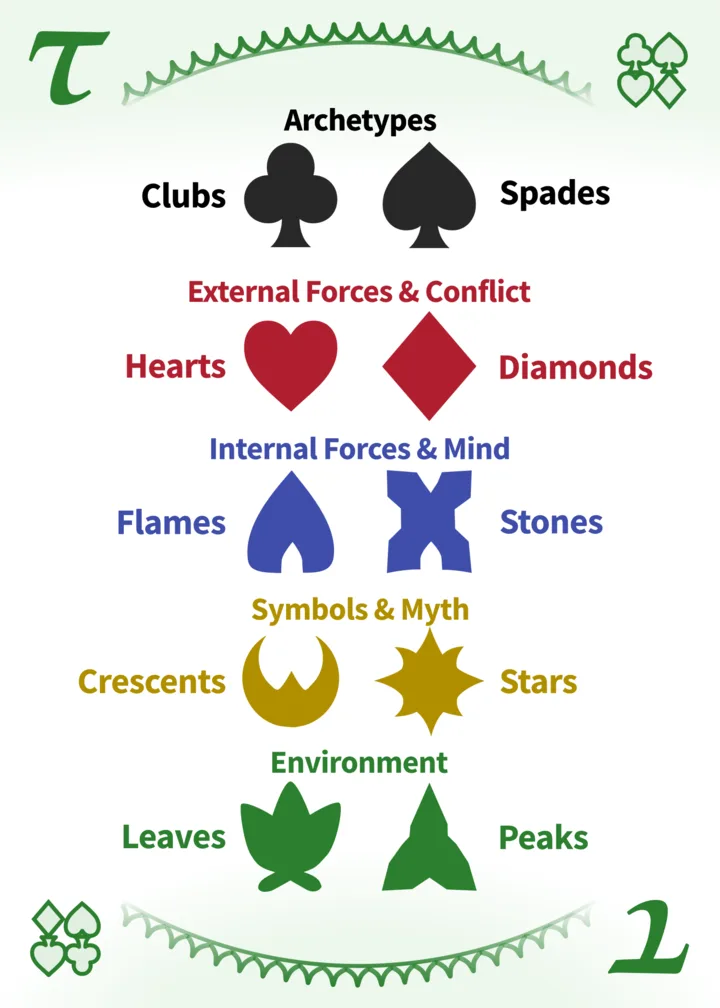 τ
Archetypes
Clubs Spades
External Forces & Conflict
Hearts Diamonds
Internal Forces & Mind
Flames Stones
Symbols & Myth
Crescents Stars
Environment
Leaves Peaks
τ